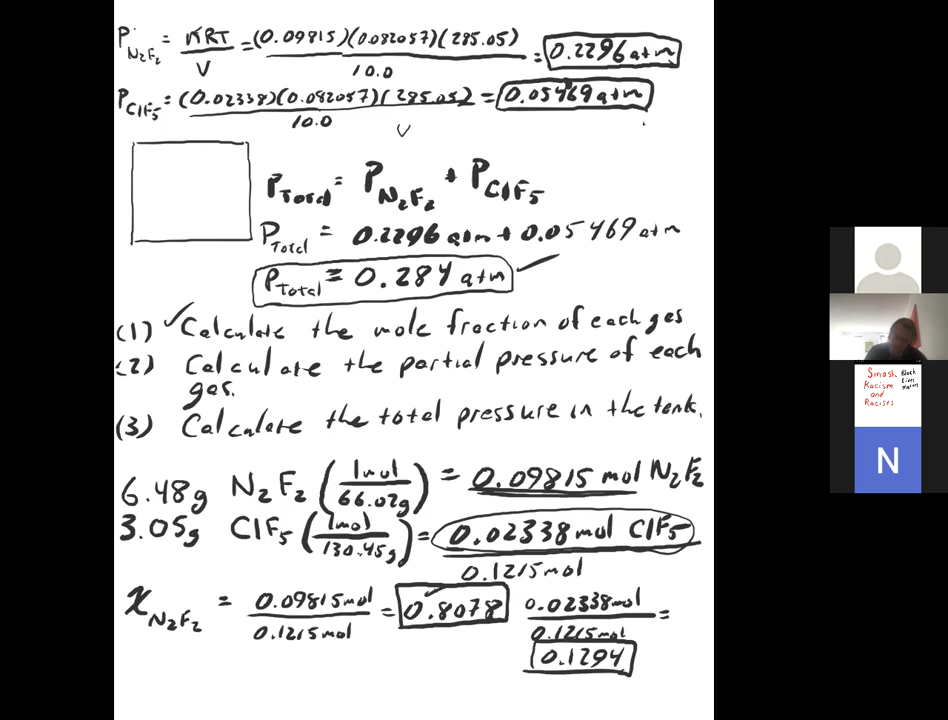 P N₂F₂ = nRT / V = (0.09815)(0.082057)(285.05) / 10.0 = 0.2296 atm
P ClF₅ = (0.02338)(0.082057)(285.05) / 10.0 = 0.05469 atm
V
P Total = P N₂F₂ + P ClF₅
P Total = 0.2296 atm + 0.05469 atm
P Total = 0.284 atm ✓
(1) ✓ Calculate the mole fraction of each gas
(2) Calculate the partial pressure of each
gas.
(3) Calculate the total pressure in the tank.
6.48g N₂F₂ (1mol / 66.02g) = 0.09815 mol N₂F₂
3.05g ClF₅ (1mol / 130.45g) = 0.02338 mol ClF₅
0.1215 mol
X N₂F₂ = 0.09815 mol / 0.1215 mol = 0.8078
0.02338 mol / 0.1215 mol =
0.1294
Smash
Racism
and
Racists
Black
Lives
Matter
N